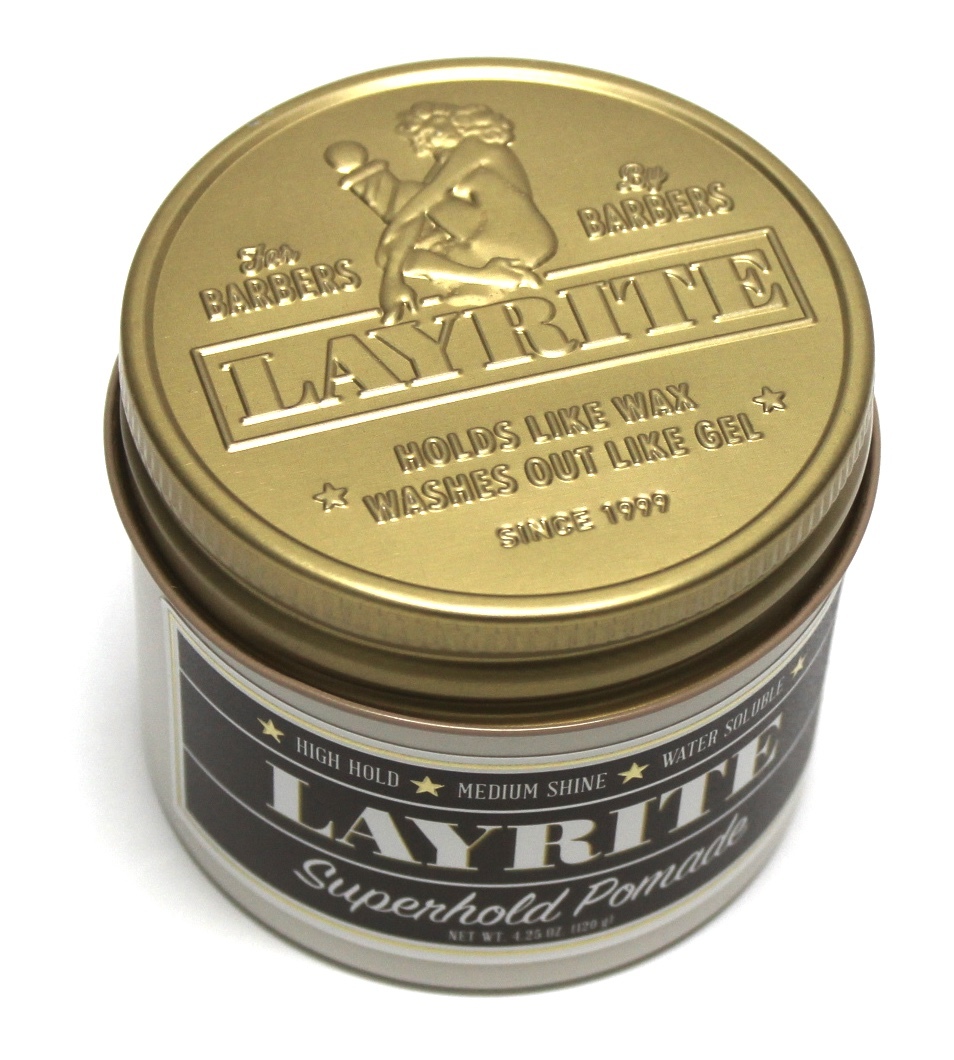 For BARBERS
By BARBERS
LAYRITE
HOLDS LIKE WAX
WASHES OUT LIKE GEL
SINCE 1999
HIGH HOLD ★ MEDIUM SHINE ★ WATER SOLUBLE
LAYRITE
Superhold Pomade
NET WT. 4.25 OZ. (120 g)